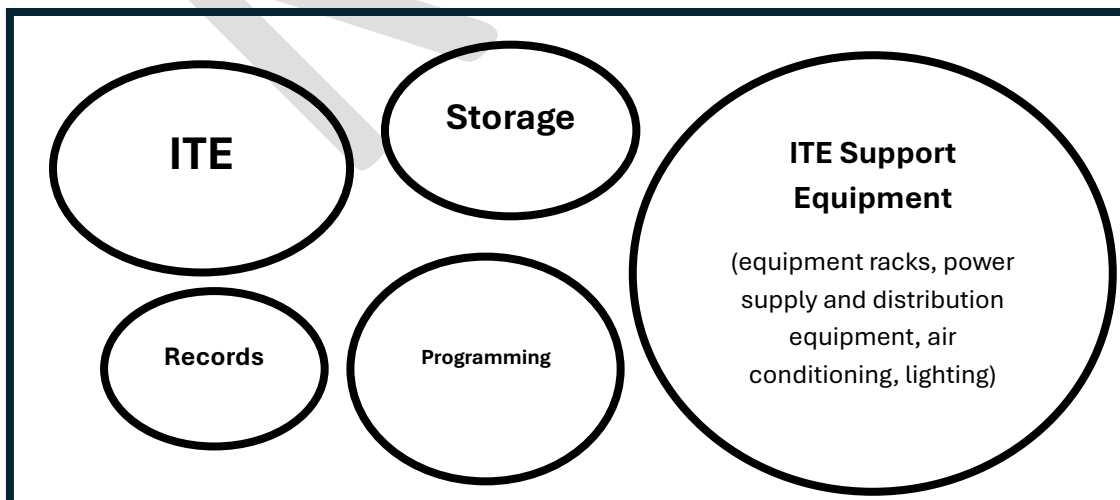 ITE
Storage
ITE Support
Equipment
(equipment racks, power
supply and distribution
equipment, air
conditioning, lighting)
Records
Programming